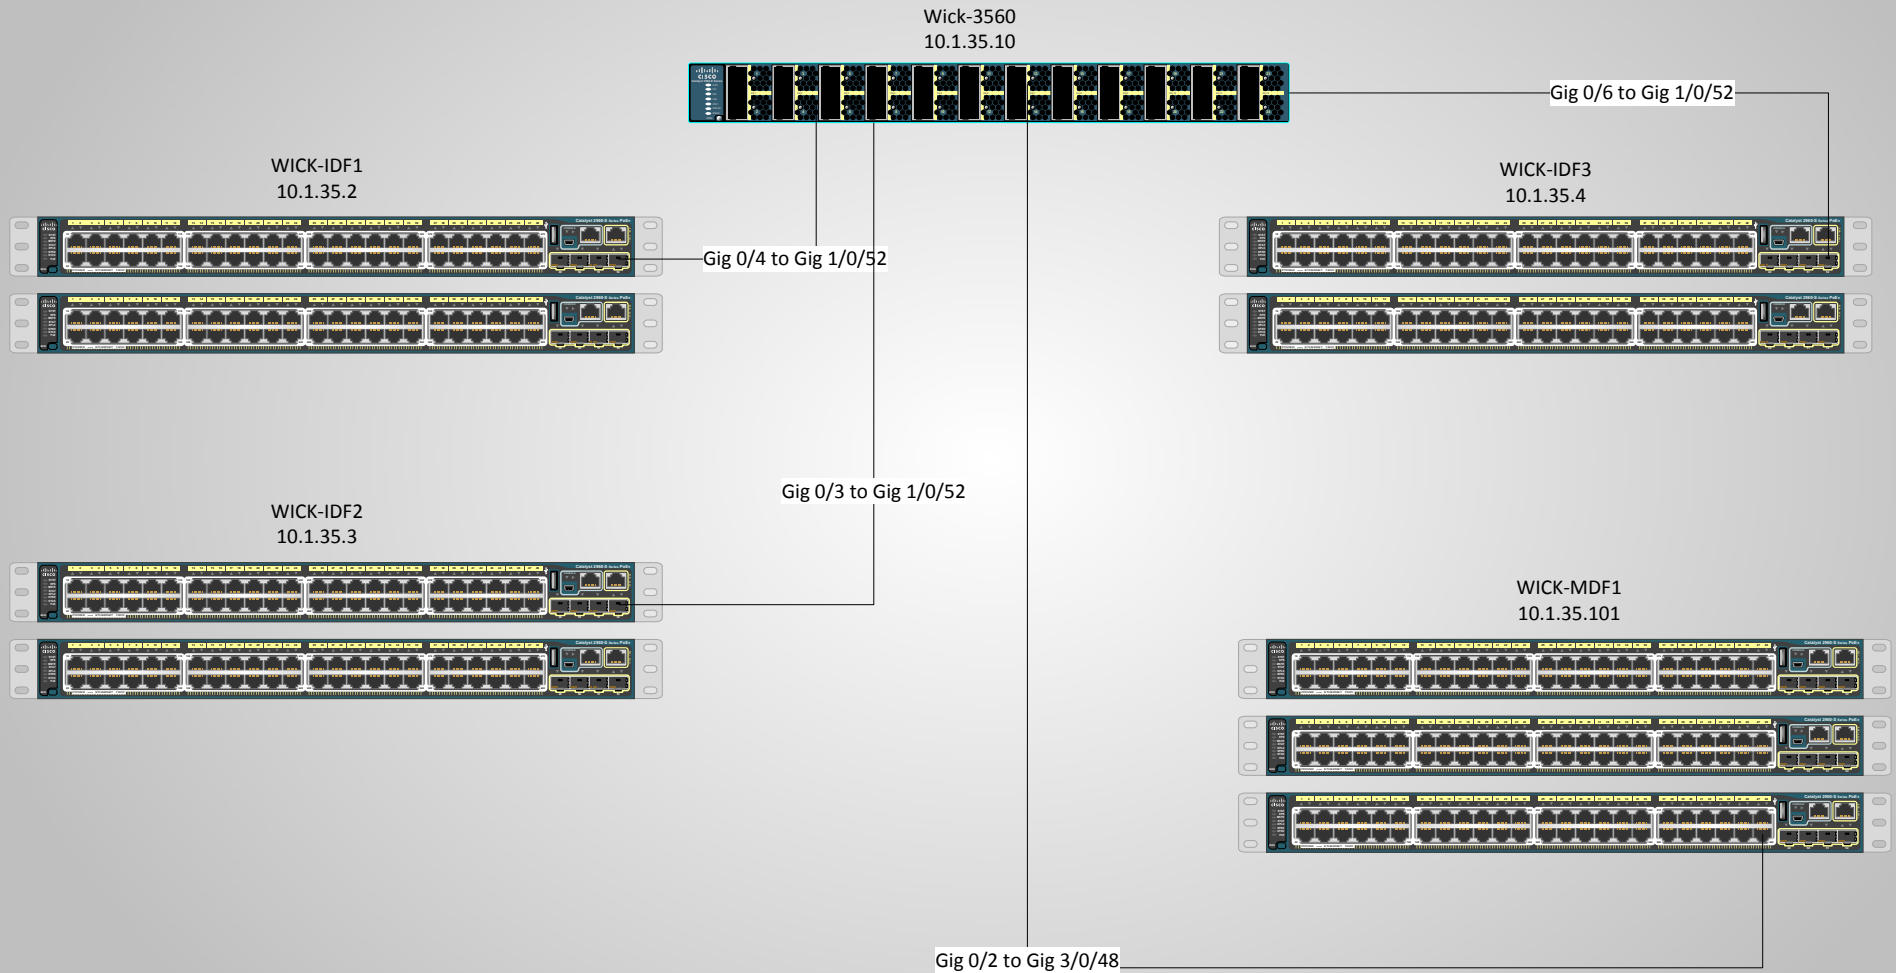 Wick-3560
10.1.35.10
Gig 0/6 to Gig 1/0/52
WICK-IDF1
10.1.35.2
WICK-IDF3
10.1.35.4
Gig 0/4 to Gig 1/0/52
Gig 0/3 to Gig 1/0/52
WICK-IDF2
10.1.35.3
WICK-MDF1
10.1.35.101
Gig 0/2 to Gig 3/0/48